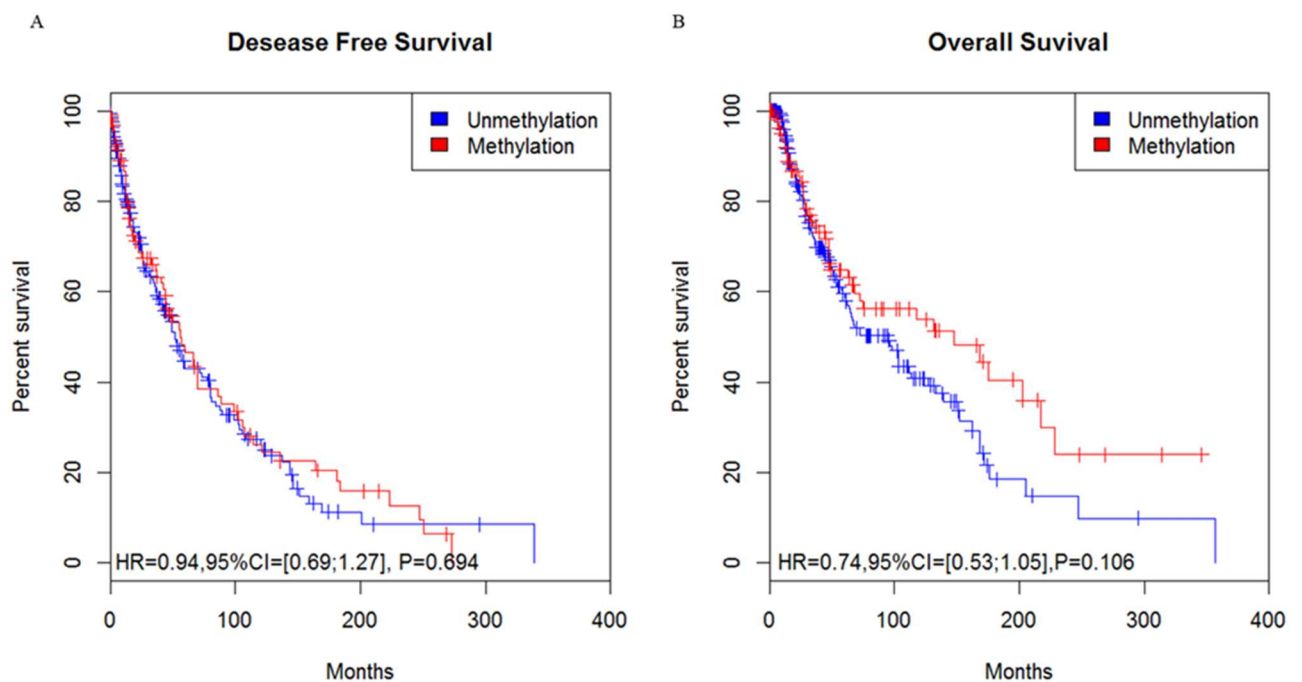 A
Desease Free Survival
Percent survival
100
80
60
40
20
0
Unmethylation
Methylation
HR=0.94,95%CI=[0.69;1.27], P=0.694
0 100 200 300 400
Months
B
Overall Suvival
Percent survival
100
80
60
40
20
0
Unmethylation
Methylation
HR=0.74,95%CI=[0.53;1.05],P=0.106
0 100 200 300 400
Months